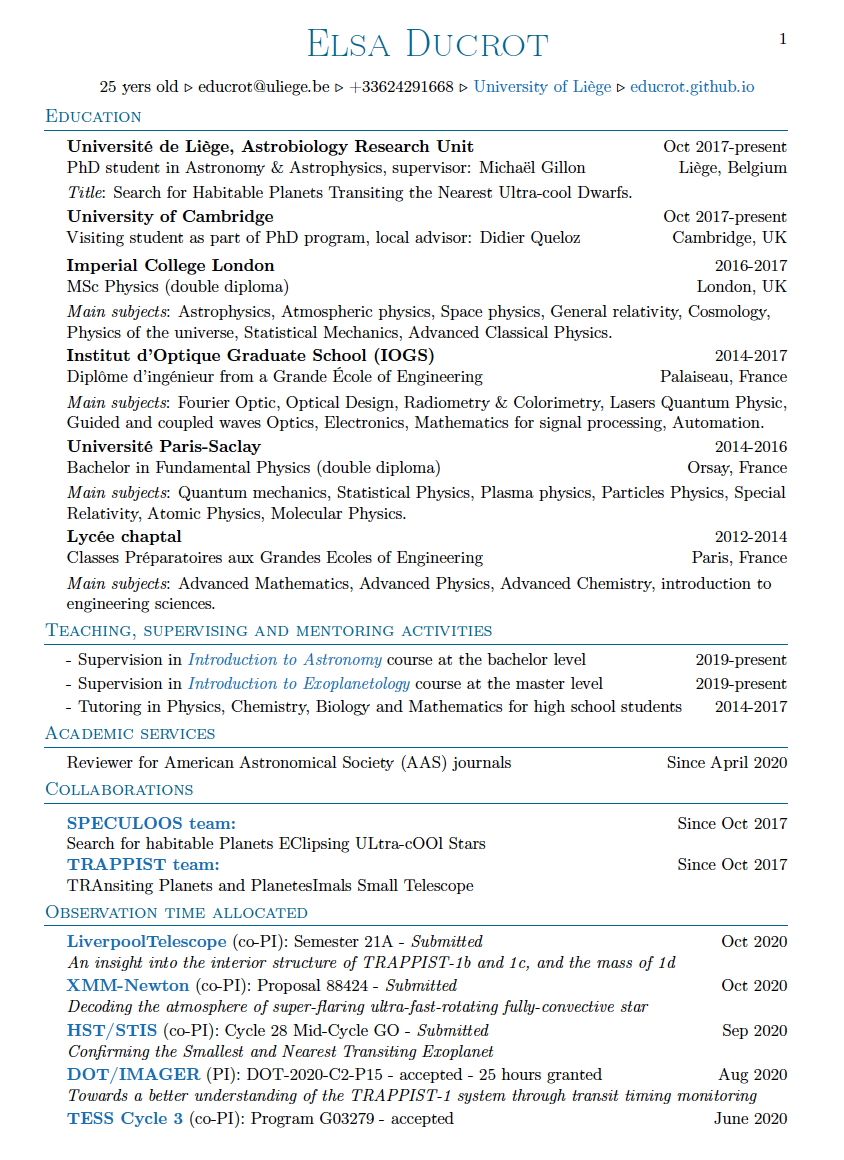 Elsa Ducrot
1
25 yers old ▷ educrot@uliege.be ▷ +33624291668 ▷ University of Liège ▷ educrot.github.io
Education
Université de Liège, Astrobiology Research Unit Oct 2017-present
PhD student in Astronomy & Astrophysics, supervisor: Michaël Gillon Liège, Belgium
Title: Search for Habitable Planets Transiting the Nearest Ultra-cool Dwarfs.
University of Cambridge Oct 2017-present
Visiting student as part of PhD program, local advisor: Didier Queloz Cambridge, UK
Imperial College London 2016-2017
MSc Physics (double diploma) London, UK
Main subjects: Astrophysics, Atmospheric physics, Space physics, General relativity, Cosmology,
Physics of the universe, Statistical Mechanics, Advanced Classical Physics.
Institut d'Optique Graduate School (IOGS) 2014-2017
Diplôme d'ingénieur from a Grande École of Engineering Palaiseau, France
Main subjects: Fourier Optic, Optical Design, Radiometry & Colorimetry, Lasers Quantum Physic,
Guided and coupled waves Optics, Electronics, Mathematics for signal processing, Automation.
Université Paris-Saclay 2014-2016
Bachelor in Fundamental Physics (double diploma) Orsay, France
Main subjects: Quantum mechanics, Statistical Physics, Plasma physics, Particles Physics, Special
Relativity, Atomic Physics, Molecular Physics.
Lycée chaptal 2012-2014
Classes Préparatoires aux Grandes Ecoles of Engineering Paris, France
Main subjects: Advanced Mathematics, Advanced Physics, Advanced Chemistry, introduction to
engineering sciences.
Teaching, supervising and mentoring activities
- Supervision in Introduction to Astronomy course at the bachelor level 2019-present
- Supervision in Introduction to Exoplanetology course at the master level 2019-present
- Tutoring in Physics, Chemistry, Biology and Mathematics for high school students 2014-2017
Academic services
Reviewer for American Astronomical Society (AAS) journals Since April 2020
Collaborations
SPECULOOS team: Since Oct 2017
Search for habitable Planets EClipsing ULtra-cOOl Stars
TRAPPIST team: Since Oct 2017
TRAnsiting Planets and PlanetesImals Small Telescope
Observation time allocated
LiverpoolTelescope (co-PI): Semester 21A - Submitted Oct 2020
An insight into the interior structure of TRAPPIST-1b and 1c, and the mass of 1d
XMM-Newton (co-PI): Proposal 88424 - Submitted Oct 2020
Decoding the atmosphere of super-flaring ultra-fast-rotating fully-convective star
HST/STIS (co-PI): Cycle 28 Mid-Cycle GO - Submitted Sep 2020
Confirming the Smallest and Nearest Transiting Exoplanet
DOT/IMAGER (PI): DOT-2020-C2-P15 - accepted - 25 hours granted Aug 2020
Towards a better understanding of the TRAPPIST-1 system through transit timing monitoring
TESS Cycle 3 (co-PI): Program G03279 - accepted June 2020